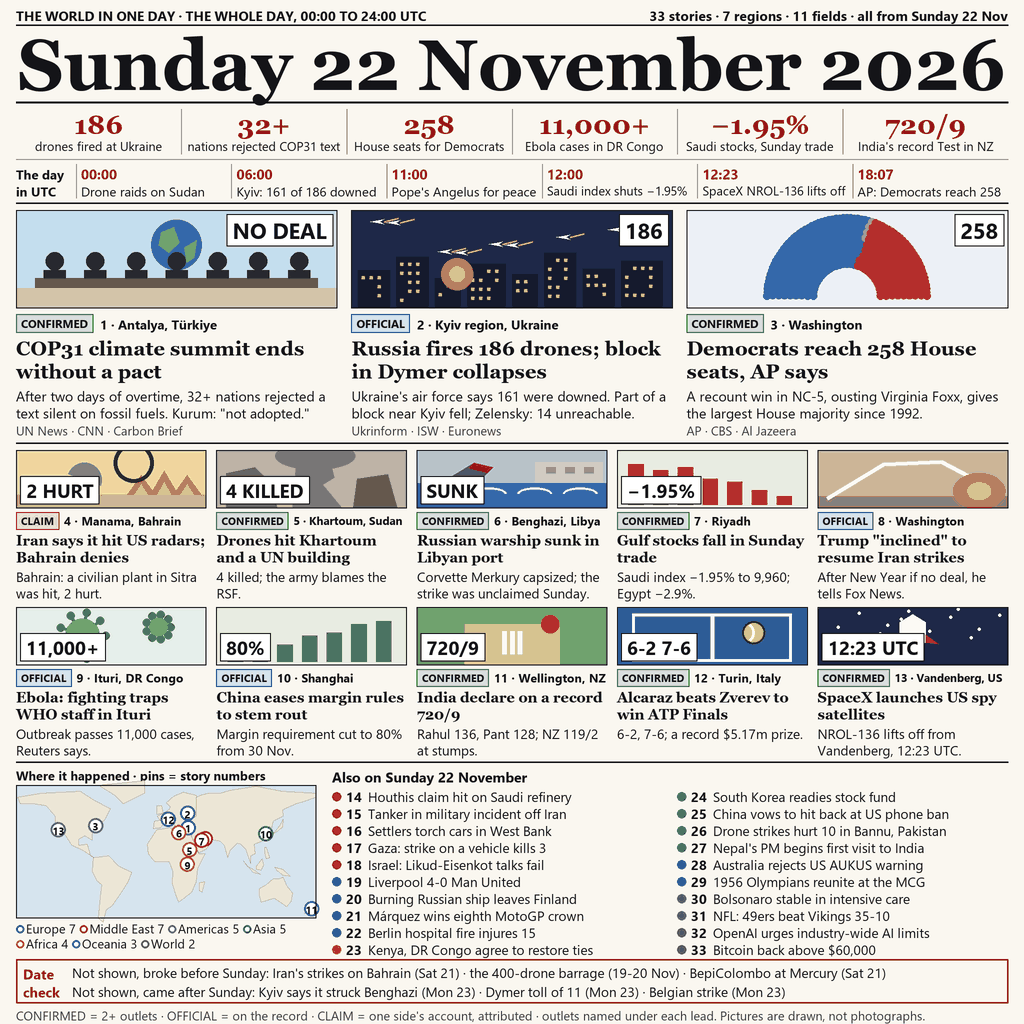 THE WORLD IN ONE DAY · THE WHOLE DAY, 00:00 TO 24:00 UTC
33 stories · 7 regions · 11 fields · all from Sunday 22 Nov
Sunday 22 November 2026
186
drones fired at Ukraine
32+
nations rejected COP31 text
258
House seats for Democrats
11,000+
Ebola cases in DR Congo
−1.95%
Saudi stocks, Sunday trade
720/9
India's record Test in NZ
The day
in UTC
00:00
Drone raids on Sudan
06:00
Kyiv: 161 of 186 downed
11:00
Pope's Angelus for peace
12:00
Saudi index shuts −1.95%
12:23
SpaceX NROL-136 lifts off
18:07
AP: Democrats reach 258
NO DEAL
CONFIRMED 1 · Antalya, Türkiye
COP31 climate summit ends
without a pact
After two days of overtime, 32+ nations rejected a
text silent on fossil fuels. Kurum: "not adopted."
UN News · CNN · Carbon Brief
186
OFFICIAL 2 · Kyiv region, Ukraine
Russia fires 186 drones; block
in Dymer collapses
Ukraine's air force says 161 were downed. Part of a
block near Kyiv fell; Zelensky: 14 unreachable.
Ukrinform · ISW · Euronews
258
CONFIRMED 3 · Washington
Democrats reach 258 House
seats, AP says
A recount win in NC-5, ousting Virginia Foxx, gives
the largest House majority since 1992.
AP · CBS · Al Jazeera
2 HURT
CLAIM 4 · Manama, Bahrain
Iran says it hit US radars;
Bahrain denies
Bahrain: a civilian plant in Sitra
was hit, 2 hurt.
4 KILLED
CONFIRMED 5 · Khartoum, Sudan
Drones hit Khartoum
and a UN building
4 killed; the army blames the
RSF.
SUNK
CONFIRMED 6 · Benghazi, Libya
Russian warship sunk in
Libyan port
Corvette Merkury capsized; the
strike was unclaimed Sunday.
−1.95%
CONFIRMED 7 · Riyadh
Gulf stocks fall in Sunday
trade
Saudi index −1.95% to 9,960;
Egypt −2.9%.
OFFICIAL 8 · Washington
Trump "inclined" to
resume Iran strikes
After New Year if no deal, he
tells Fox News.
11,000+
OFFICIAL 9 · Ituri, DR Congo
Ebola: fighting traps
WHO staff in Ituri
Outbreak passes 11,000 cases,
Reuters says.
80%
OFFICIAL 10 · Shanghai
China eases margin rules
to stem rout
Margin requirement cut to 80%
from 30 Nov.
720/9
CONFIRMED 11 · Wellington, NZ
India declare on a record
720/9
Rahul 136, Pant 128; NZ 119/2
at stumps.
6-2 7-6
CONFIRMED 12 · Turin, Italy
Alcaraz beats Zverev to
win ATP Finals
6-2, 7-6; a record $5.17m prize.
12:23 UTC
CONFIRMED 13 · Vandenberg, US
SpaceX launches US spy
satellites
NROL-136 lifts off from
Vandenberg, 12:23 UTC.
Where it happened · pins = story numbers
13
3
12
2
1
6
7
5
9
10
11
Europe 7 Middle East 7 Americas 5 Asia 5
Africa 4 Oceania 3 World 2
Also on Sunday 22 November
14 Houthis claim hit on Saudi refinery
15 Tanker in military incident off Iran
16 Settlers torch cars in West Bank
17 Gaza: strike on a vehicle kills 3
18 Israel: Likud-Eisenkot talks fail
19 Liverpool 4-0 Man United
20 Burning Russian ship leaves Finland
21 Márquez wins eighth MotoGP crown
22 Berlin hospital fire injures 15
23 Kenya, DR Congo agree to restore ties
24 South Korea readies stock fund
25 China vows to hit back at US phone ban
26 Drone strikes hurt 10 in Bannu, Pakistan
27 Nepal's PM begins first visit to India
28 Australia rejects US AUKUS warning
29 1956 Olympians reunite at the MCG
30 Bolsonaro stable in intensive care
31 NFL: 49ers beat Vikings 35-10
32 OpenAI urges industry-wide AI limits
33 Bitcoin back above $60,000
Date
check
Not shown, broke before Sunday: Iran's strikes on Bahrain (Sat 21) · the 400-drone barrage (19-20 Nov) · BepiColombo at Mercury (Sat 21)
Not shown, came after Sunday: Kyiv says it struck Benghazi (Mon 23) · Dymer toll of 11 (Mon 23) · Belgian strike (Mon 23)
CONFIRMED = 2+ outlets · OFFICIAL = on the record · CLAIM = one side's account, attributed · outlets named under each lead. Pictures are drawn, not photographs.